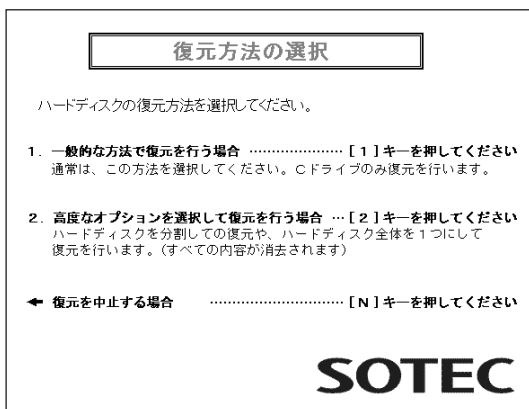 復元方法の選択
ハードディスクの復元方法を選択してください。
1. 一般的な方法で復元を行う場合 …………………[1]キーを押してください
通常は、この方法を選択してください。Cドライブのみ復元を行います。
2. 高度なオプションを選択して復元を行う場合 …[2]キーを押してください
ハードディスクを分割しての復元や、ハードディスク全体を1つにして
復元を行います。(すべての内容が消去されます)
← 復元を中止する場合 …………………………[N]キーを押してください
SOTEC